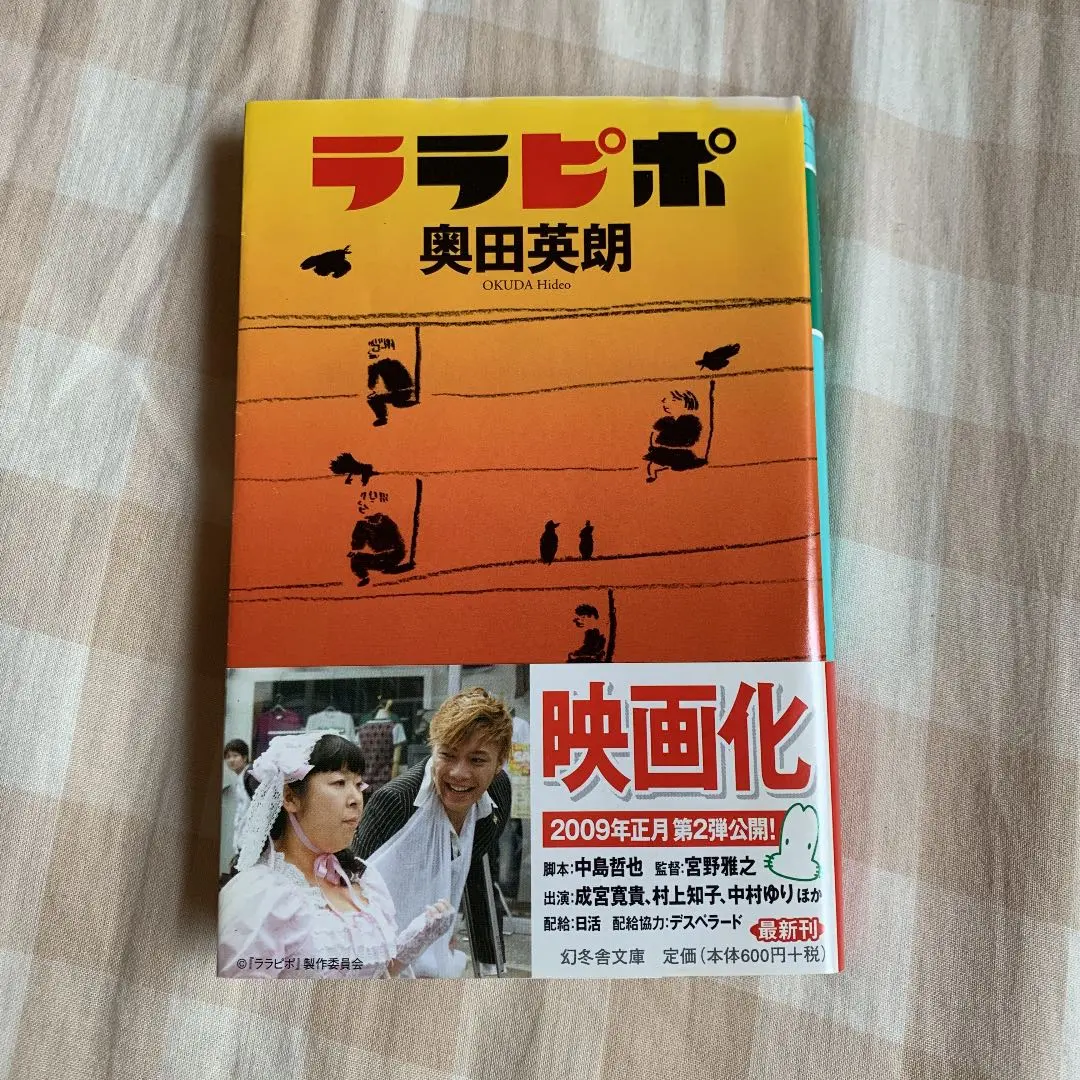 ララピポ
奥田英朗
OKUDA Hideo
映画化
2009年正月第2弾公開!
脚本:中島哲也 監督:宮野雅之
出演:成宮寛貴、村上知子、中村ゆりほか
配給:日活 配給協力:デスペラード
最新刊
幻冬舎文庫 定価(本体600円+税)
©『ララピポ』製作委員会